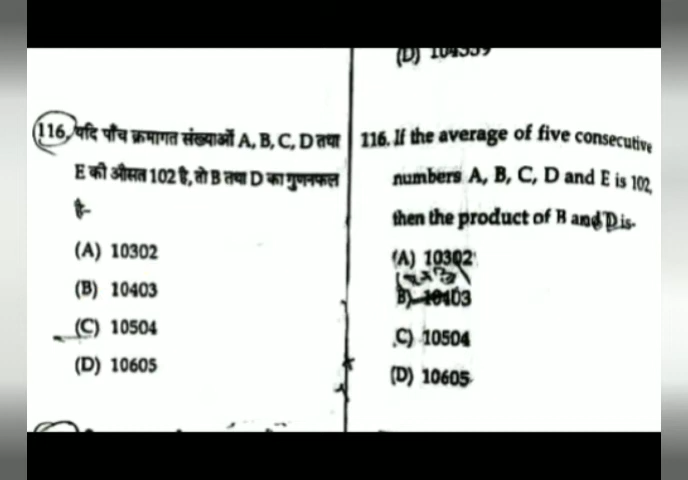 116. यदि पाँच क्रमागत संख्याओं A, B, C, D तथा
E की औसत 102 है, तो B तथा D का गुणनफल
है-
(A) 10302
(B) 10403
(C) 10504
(D) 10605
(D) 104559
116. If the average of five consecutive
numbers A, B, C, D and E is 102,
then the product of B and D is-
(A) 10302
B) 10403
C) 10504
(D) 10605